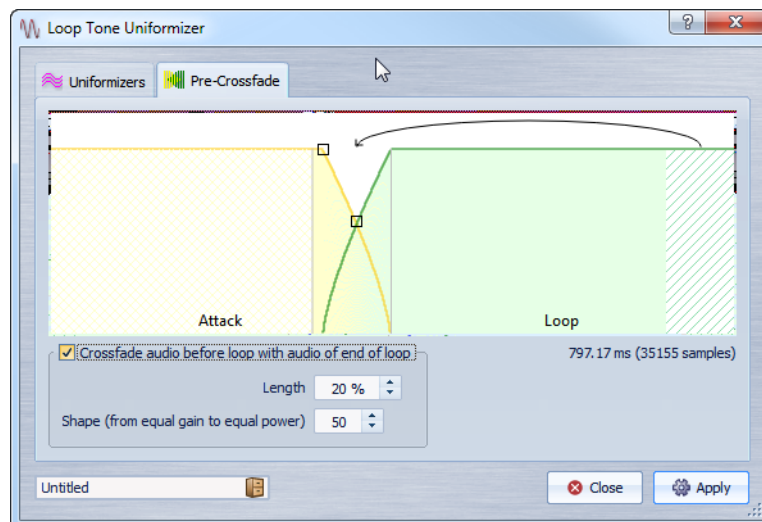 Loop Tone Uniformizer
Uniformizers
Pre-Crossfade
Attack
Loop
Crossfade audio before loop with audio of end of loop
797.17 ms (35155 samples)
Length
20 %
Shape (from equal gain to equal power)
50
Untitled
Close
Apply